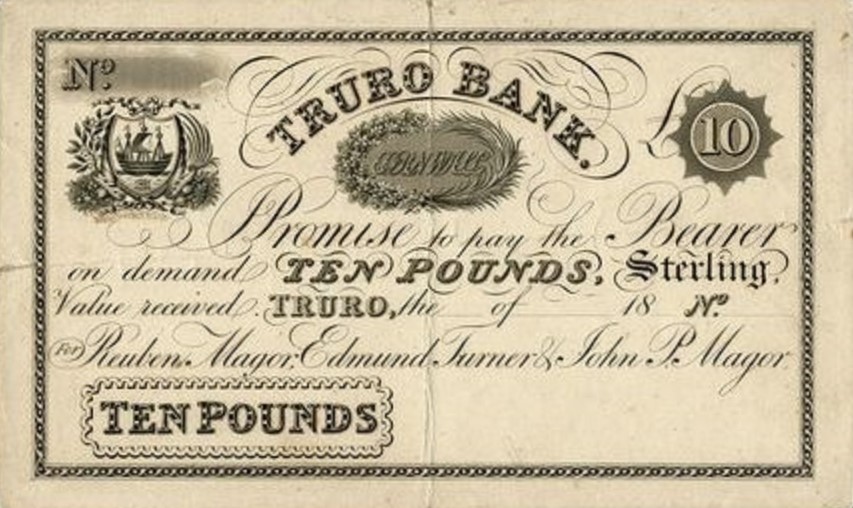 Nº
TRURO BANK.
CORNWALL
£10
I Promise to pay the Bearer
on demand TEN POUNDS, Sterling,
Value received. TRURO, the of 18 Nº
For Reuben Magor, Edmund Turner & John P. Magor.
TEN POUNDS